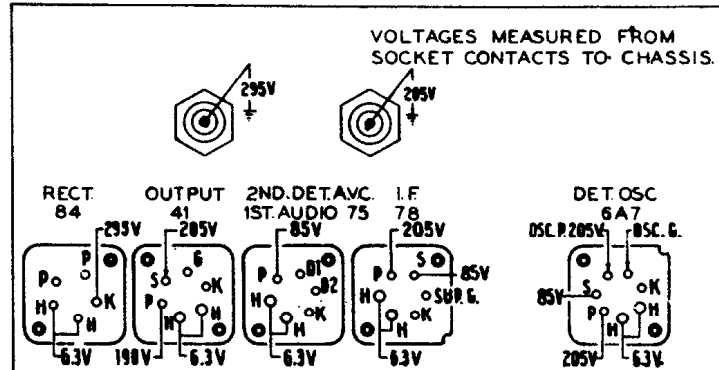 VOLTAGES MEASURED FROM
SOCKET CONTACTS TO CHASSIS.
295V
205V
RECT. OUTPUT 2ND.DET.A.V.C. I.F. DET. OSC
84 41 1ST. AUDIO 75 78 6A7
295V 205V 85V 205V OSC.P. 205V OSC. G.
P P S G P D1 P S
K K D2 85V S K
H P K H SUP. G. 85V
H H H H H K H K P H
H H H
6.3V 190V 6.3V 6.3V 6.3V 205V 6.3V